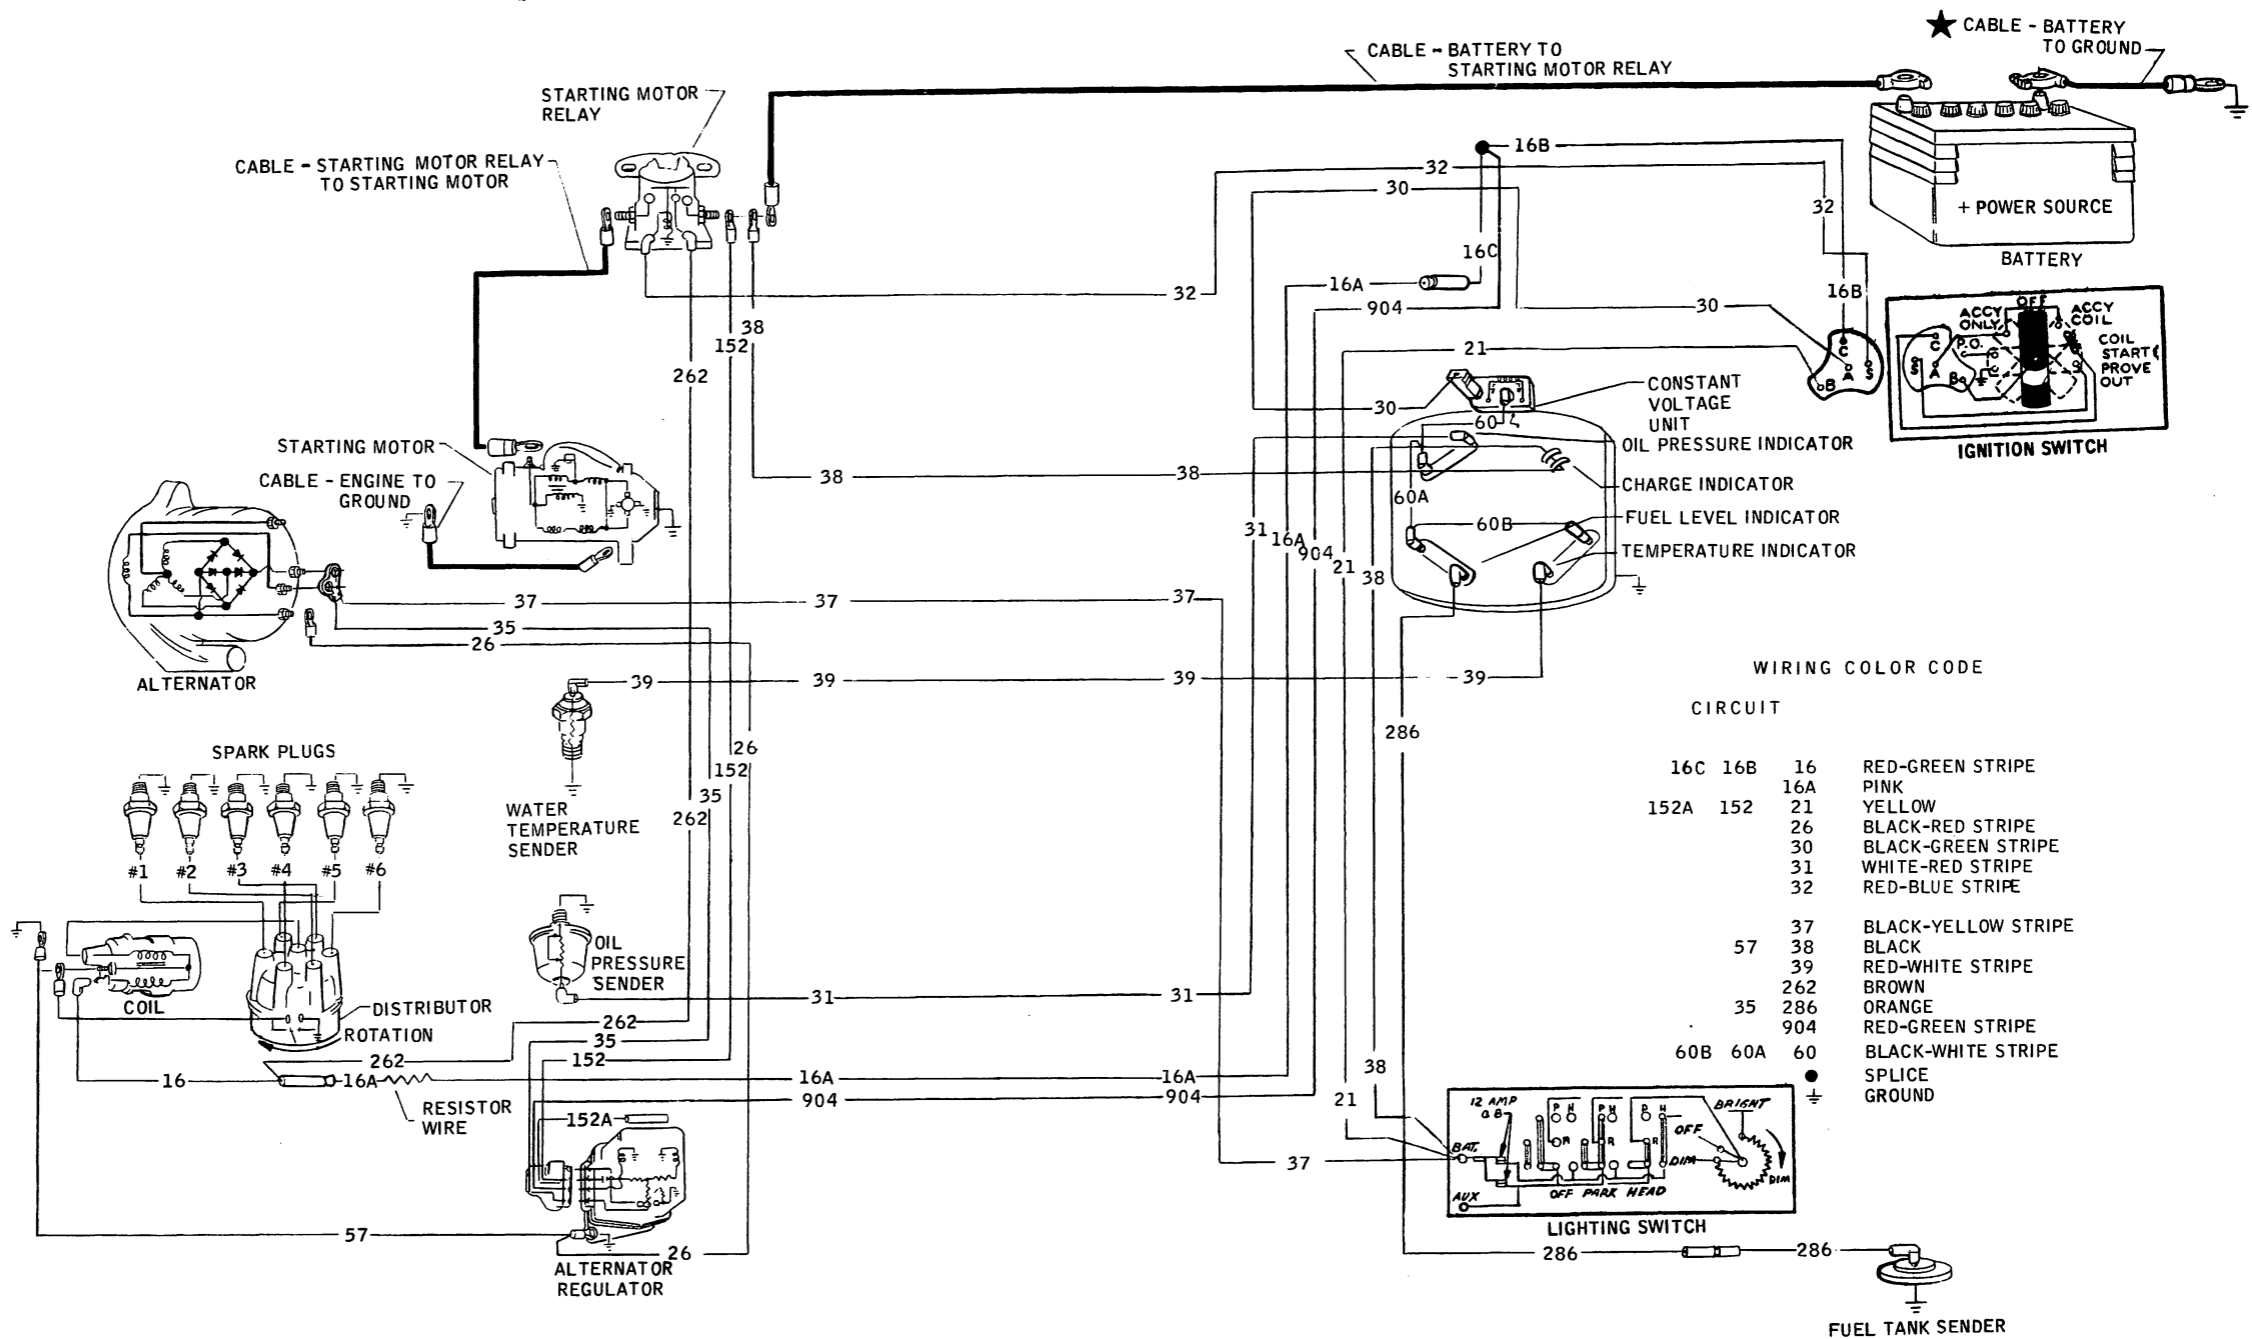 ★ CABLE - BATTERY
TO GROUND
CABLE - BATTERY TO
STARTING MOTOR RELAY
STARTING MOTOR
RELAY
CABLE - STARTING MOTOR RELAY
TO STARTING MOTOR
16B
32
30
32
+ POWER SOURCE
BATTERY
16C
16A
32
904
30
16B
38
152
262
21
OFF
ACCY
ONLY
ACCY
COIL
P.O.
COIL
START &
PROVE
OUT
C
S
A
B
C
B
A
S
IGNITION SWITCH
CONSTANT
VOLTAGE
UNIT
30
60
OIL PRESSURE INDICATOR
STARTING MOTOR
CABLE - ENGINE TO
GROUND
38
38
60A
CHARGE INDICATOR
60B
FUEL LEVEL INDICATOR
TEMPERATURE INDICATOR
31
16A
904
21
38
37
37
37
35
26
ALTERNATOR
39
39
39
39
WIRING COLOR CODE
CIRCUIT
286
26
152
35
262
SPARK PLUGS
WATER
TEMPERATURE
SENDER
#1
#2
#3
#4
#5
#6
16C 16B 16 RED-GREEN STRIPE
16A PINK
152A 152 21 YELLOW
26 BLACK-RED STRIPE
30 BLACK-GREEN STRIPE
31 WHITE-RED STRIPE
32 RED-BLUE STRIPE
37 BLACK-YELLOW STRIPE
57 38 BLACK
39 RED-WHITE STRIPE
262 BROWN
35 286 ORANGE
904 RED-GREEN STRIPE
60B 60A 60 BLACK-WHITE STRIPE
SPLICE
GROUND
OIL
PRESSURE
SENDER
COIL
DISTRIBUTOR
ROTATION
31
31
262
35
262
152
16
16A
16A
16A
904
904
RESISTOR
WIRE
152A
38
21
37
12 AMP
C.B.
P H
P H
P H
R
R
R
BRIGHT
OFF
DIM
DIM
BAT.
AUX
OFF PARK HEAD
LIGHTING SWITCH
57
26
ALTERNATOR
REGULATOR
286
286
FUEL TANK SENDER